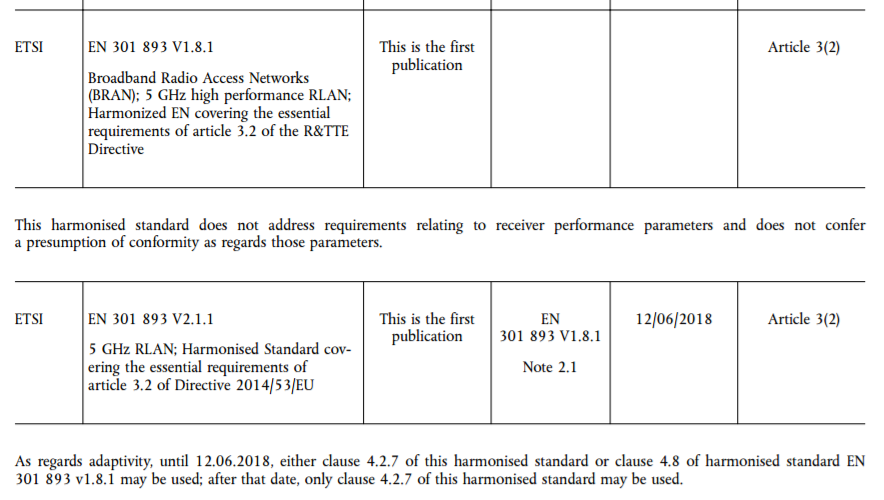 ETSI
EN 301 893 V1.8.1
Broadband Radio Access Networks
(BRAN); 5 GHz high performance RLAN;
Harmonized EN covering the essential
requirements of article 3.2 of the R&TTE
Directive
This is the first
publication
Article 3(2)
This harmonised standard does not address requirements relating to receiver performance parameters and does not confer
a presumption of conformity as regards those parameters.
ETSI
EN 301 893 V2.1.1
5 GHz RLAN; Harmonised Standard cov-
ering the essential requirements of
article 3.2 of Directive 2014/53/EU
This is the first
publication
EN
301 893 V1.8.1
Note 2.1
12/06/2018
Article 3(2)
As regards adaptivity, until 12.06.2018, either clause 4.2.7 of this harmonised standard or clause 4.8 of harmonised standard EN
301 893 v1.8.1 may be used; after that date, only clause 4.2.7 of this harmonised standard may be used.